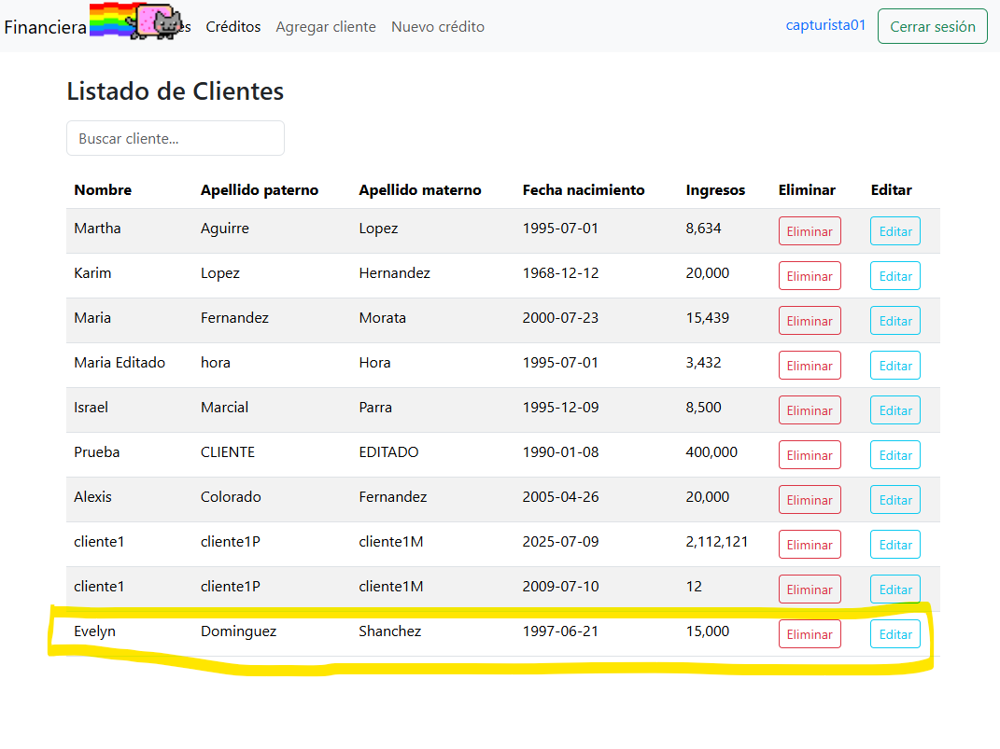 Financiera Créditos Agregar cliente Nuevo crédito capturista01 Cerrar sesión
Listado de Clientes
Buscar cliente...
Nombre Apellido paterno Apellido materno Fecha nacimiento Ingresos Eliminar Editar
Martha Aguirre Lopez 1995-07-01 8,634 Eliminar Editar
Karim Lopez Hernandez 1968-12-12 20,000 Eliminar Editar
Maria Fernandez Morata 2000-07-23 15,439 Eliminar Editar
Maria Editado hora Hora 1995-07-01 3,432 Eliminar Editar
Israel Marcial Parra 1995-12-09 8,500 Eliminar Editar
Prueba CLIENTE EDITADO 1990-01-08 400,000 Eliminar Editar
Alexis Colorado Fernandez 2005-04-26 20,000 Eliminar Editar
cliente1 cliente1P cliente1M 2025-07-09 2,112,121 Eliminar Editar
cliente1 cliente1P cliente1M 2009-07-10 12 Eliminar Editar
Evelyn Dominguez Shanchez 1997-06-21 15,000 Eliminar Editar